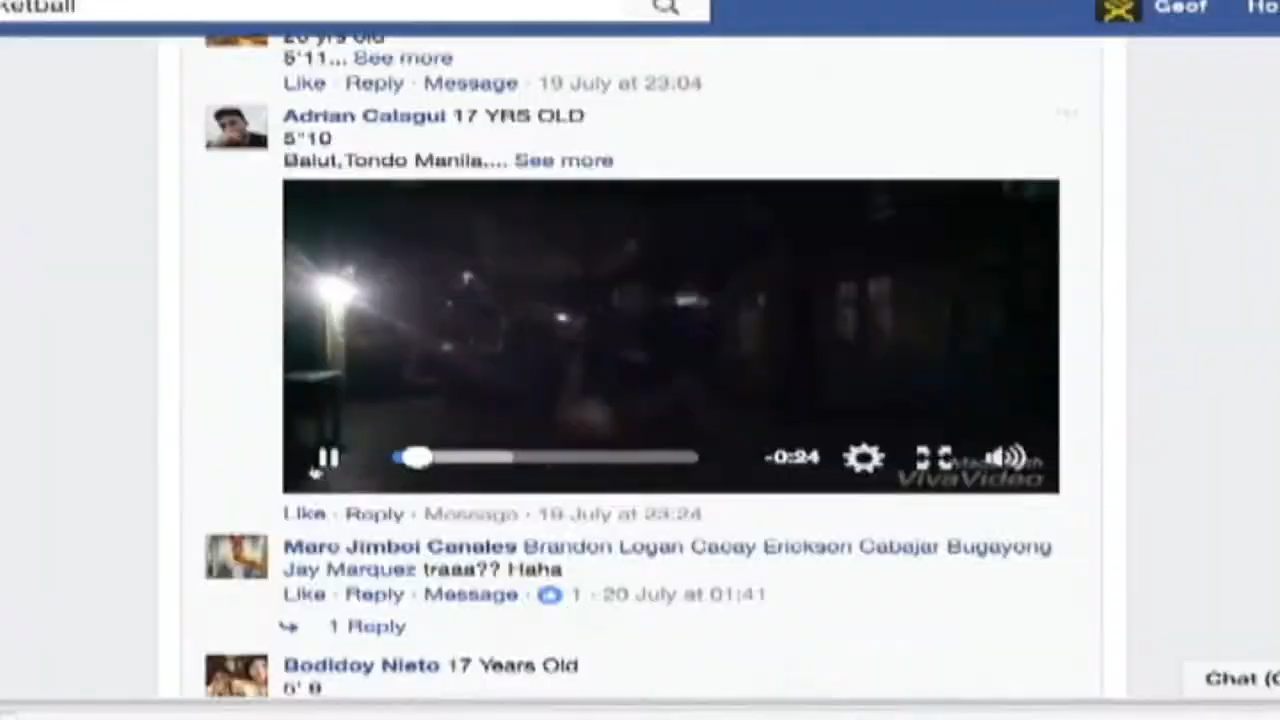 Geof
20 yrs old
5'11... See more
Like · Reply · Message · 19 July at 23:04
Adrian Calagui 17 YRS OLD
5"10
Balut,Tondo Manila.... See more
-0:24
Made with
VivaVideo
Like · Reply · Message · 19 July at 23:24
Marc Jimboi Canales Brandon Logan Cacay Erickson Cabajar Bugayong
Jay Marquez traaa?? Haha
Like · Reply · Message · 1 · 20 July at 01:41
1 Reply
Bodidoy Nieto 17 Years Old
Chat